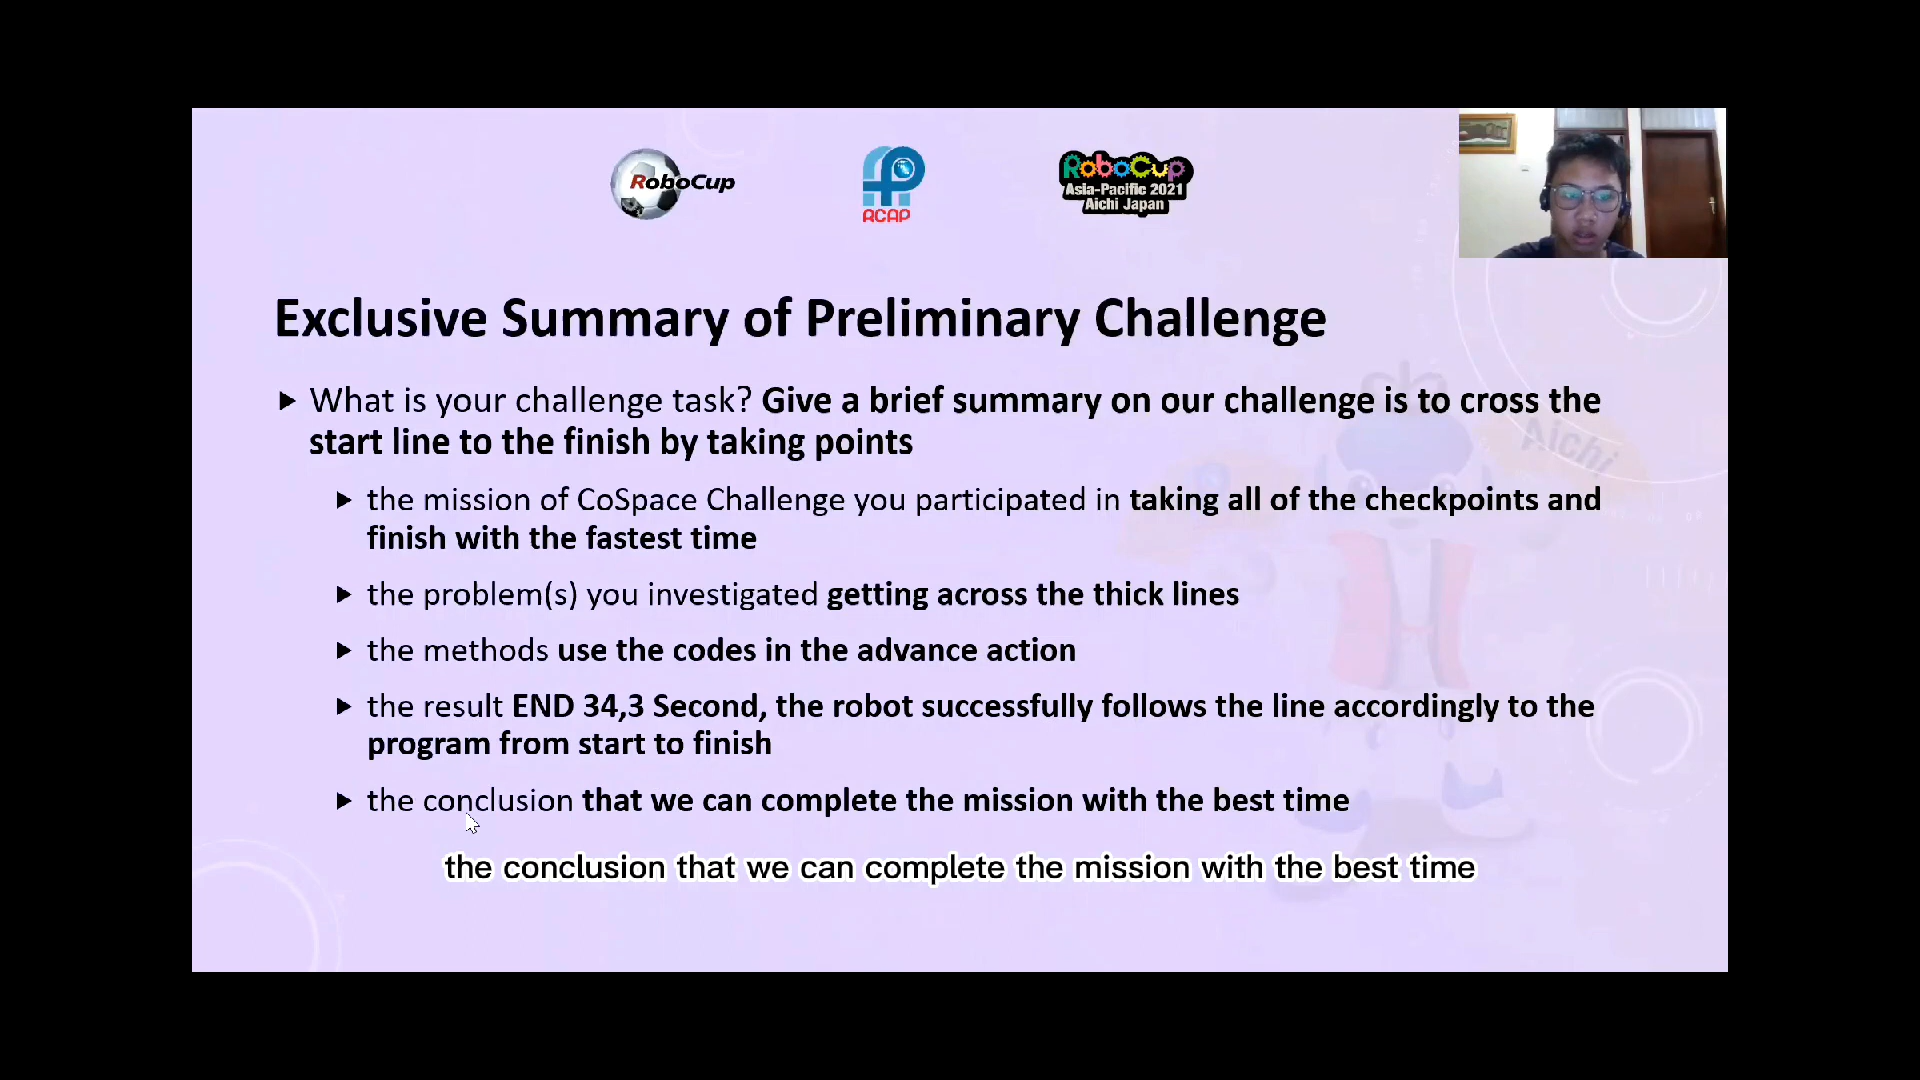 RoboCup
RCAP
RoboCup
Asia-Pacific 2021
Aichi Japan
Exclusive Summary of Preliminary Challenge
What is your challenge task? Give a brief summary on our challenge is to cross the
start line to the finish by taking points
Aichi
the mission of CoSpace Challenge you participated in taking all of the checkpoints and
finish with the fastest time
the problem(s) you investigated getting across the thick lines
the methods use the codes in the advance action
the result END 34,3 Second, the robot successfully follows the line accordingly to the
program from start to finish
the conclusion that we can complete the mission with the best time
the conclusion that we can complete the mission with the best time